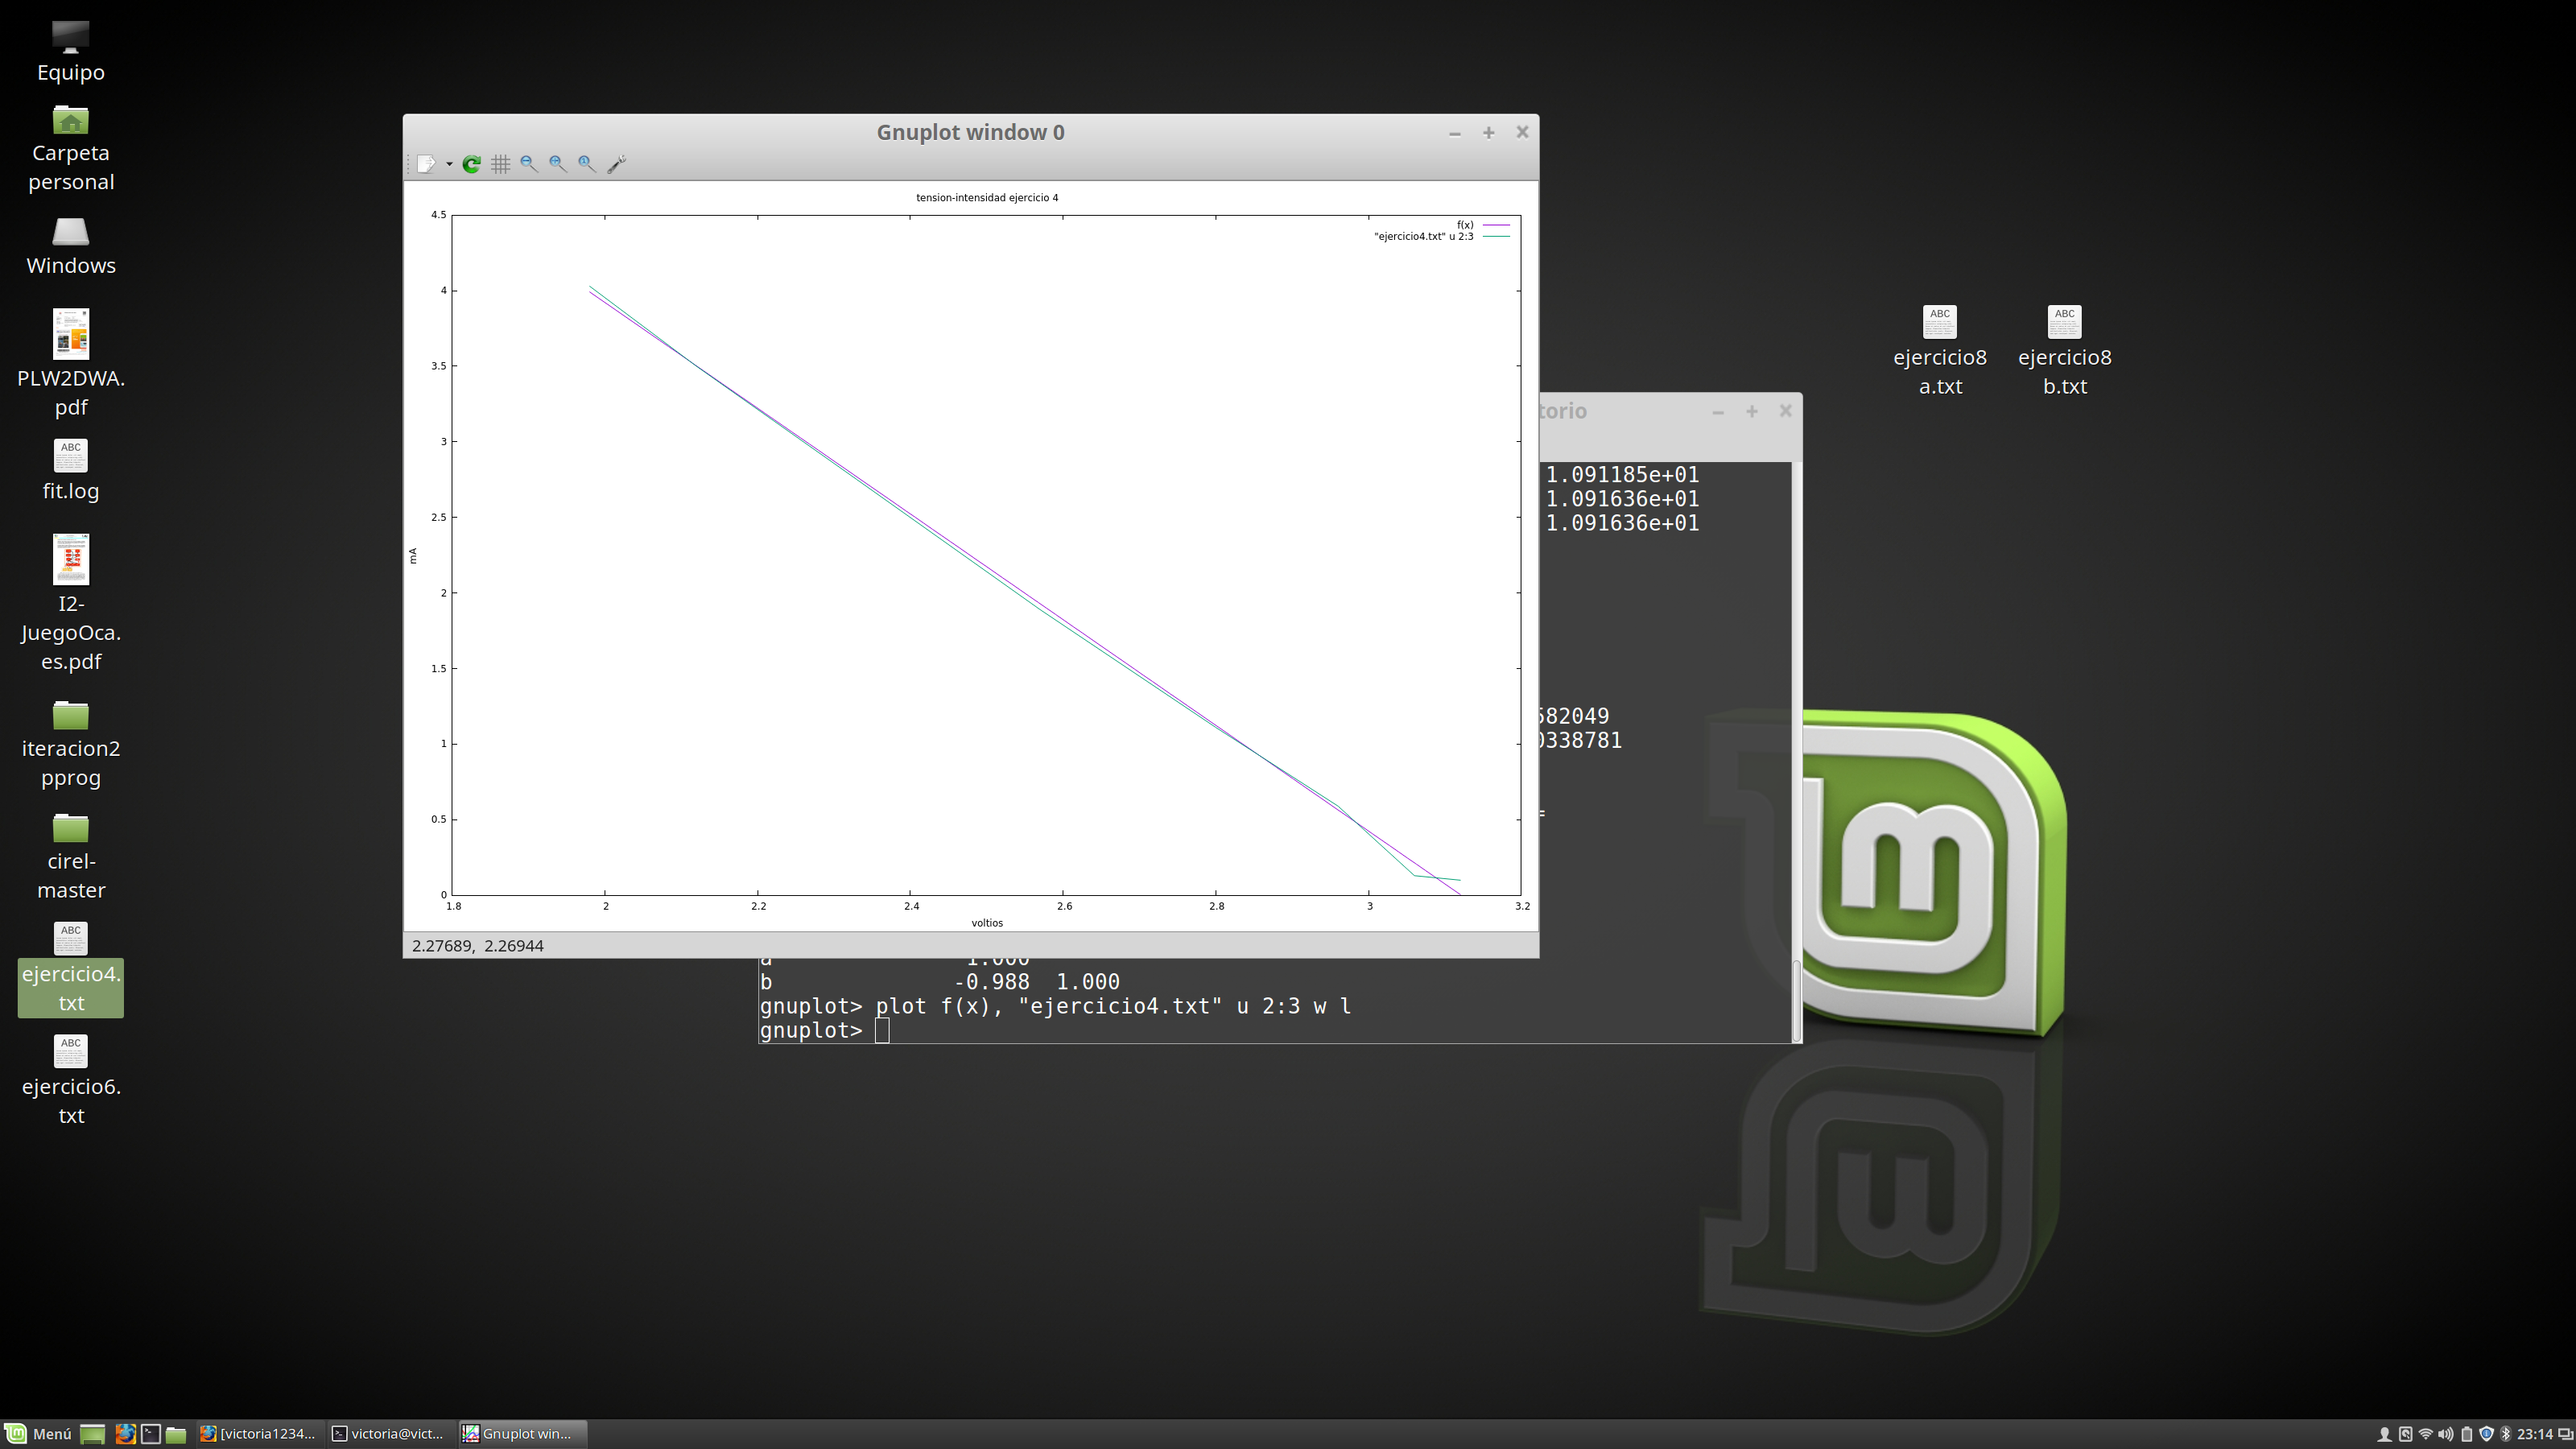 Equipo
Carpeta
personal
Windows
PLW2DWA.
pdf
ABC
fit.log
I2-
JuegoOca.
es.pdf
iteracion2
pprog
cirel-
master
ABC
ejercicio4.
txt
ABC
ejercicio6.
txt
Gnuplot window 0
tension-intensidad ejercicio 4
f(x)
"ejercicio4.txt" u 2:3
4.5
4
3.5
3
2.5
2
1.5
1
0.5
0
mA
1.8 2 2.2 2.4 2.6 2.8 3 3.2
voltios
2.27689, 2.26944
ABC
ejercicio8
a.txt
ABC
ejercicio8
b.txt
torio
1.091185e+01
1.091636e+01
1.091636e+01
582049
0338781
=
a 1.000
b -0.988 1.000
gnuplot> plot f(x), "ejercicio4.txt" u 2:3 w l
gnuplot>
Menú
[victoria1234...
victoria@vict...
Gnuplot win...
23:14